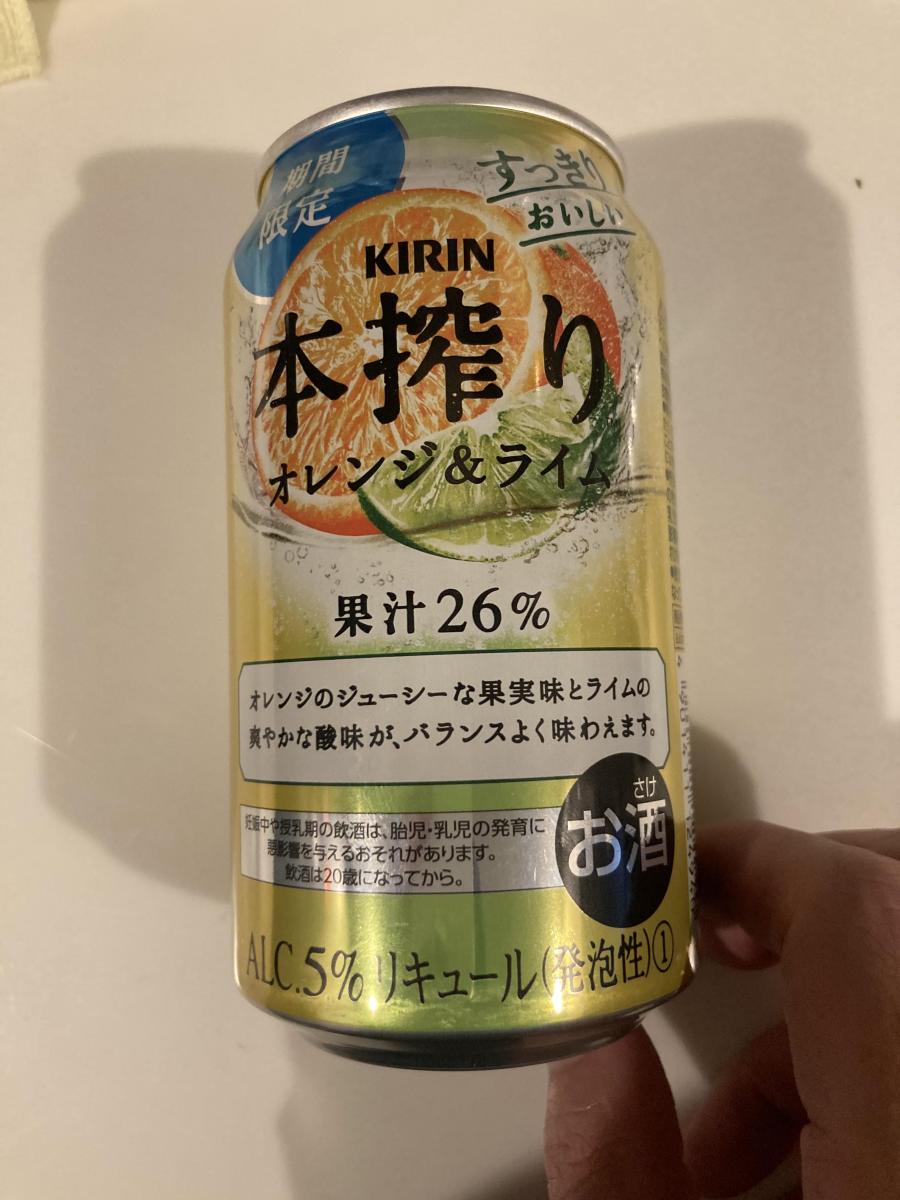 期間
限定
すっきり
おいしい
KIRIN
本搾り
オレンジ&ライム
果汁26%
オレンジのジューシーな果実味とライムの
爽やかな酸味が、バランスよく味わえます。
さけ
お酒
妊娠中や授乳期の飲酒は、胎児・乳児の発育に
悪影響を与えるおそれがあります。
飲酒は20歳になってから。
ALC.5% リキュール(発泡性)①